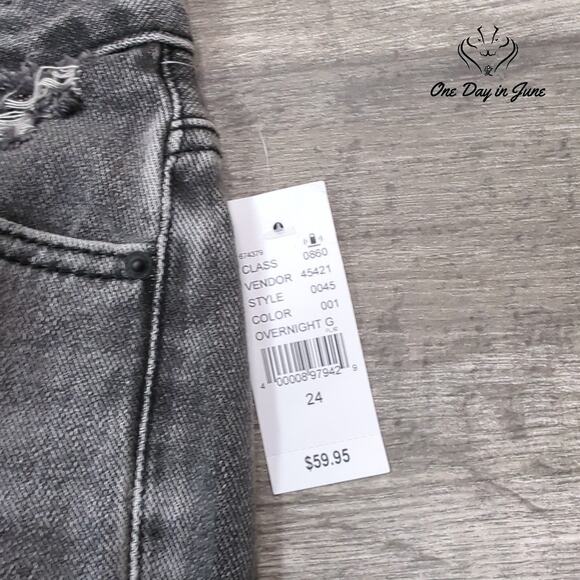 One Day in June
674379
CLASS 0860
VENDOR 45421
STYLE 0045
COLOR 001
OVERNIGHT G
4 00008 97942 9
24
$59.95